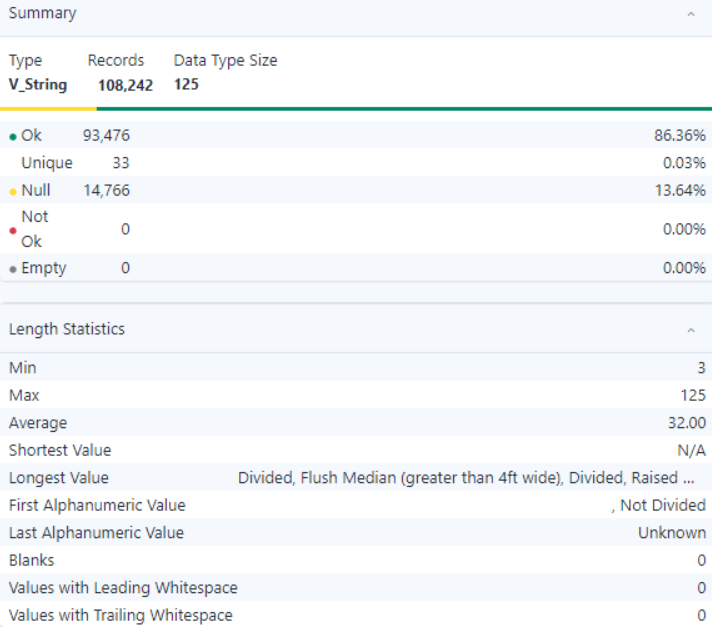 Summary
Type Records Data Type Size
V_String 108,242 125
Ok 93,476 86.36%
Unique 33 0.03%
Null 14,766 13.64%
Not
Ok 0 0.00%
Empty 0 0.00%
Length Statistics
Min 3
Max 125
Average 32.00
Shortest Value N/A
Longest Value Divided, Flush Median (greater than 4ft wide), Divided, Raised ...
First Alphanumeric Value , Not Divided
Last Alphanumeric Value Unknown
Blanks 0
Values with Leading Whitespace 0
Values with Trailing Whitespace 0